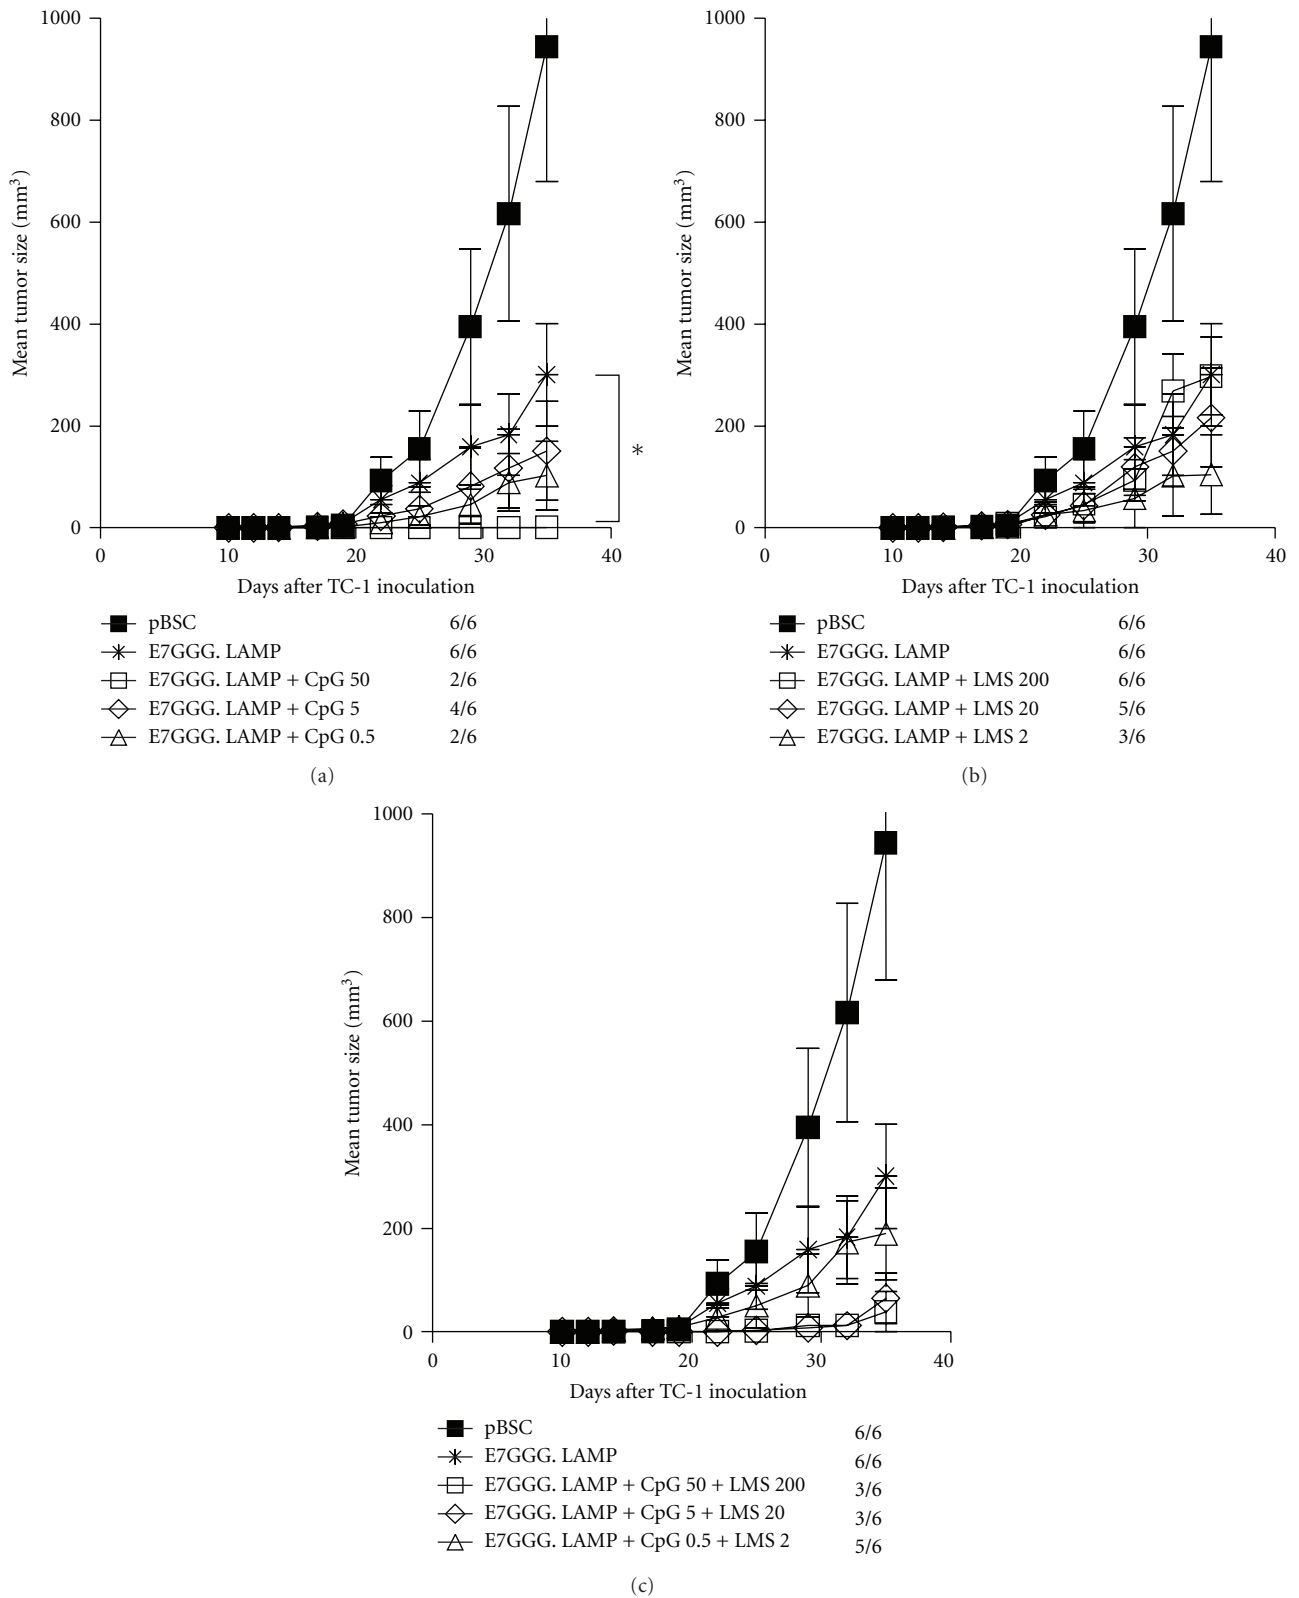 1000
800
600
400
200
0
Mean tumor size (mm³)
0 10 20 30 40
Days after TC-1 inoculation
*
pBSC 6/6
E7GGG. LAMP 6/6
E7GGG. LAMP + CpG 50 2/6
E7GGG. LAMP + CpG 5 4/6
E7GGG. LAMP + CpG 0.5 2/6
(a)
1000
800
600
400
200
0
Mean tumor size (mm³)
0 10 20 30 40
Days after TC-1 inoculation
pBSC 6/6
E7GGG. LAMP 6/6
E7GGG. LAMP + LMS 200 6/6
E7GGG. LAMP + LMS 20 5/6
E7GGG. LAMP + LMS 2 3/6
(b)
1000
800
600
400
200
0
Mean tumor size (mm³)
0 10 20 30 40
Days after TC-1 inoculation
pBSC 6/6
E7GGG. LAMP 6/6
E7GGG. LAMP + CpG 50 + LMS 200 3/6
E7GGG. LAMP + CpG 5 + LMS 20 3/6
E7GGG. LAMP + CpG 0.5 + LMS 2 5/6
(c)